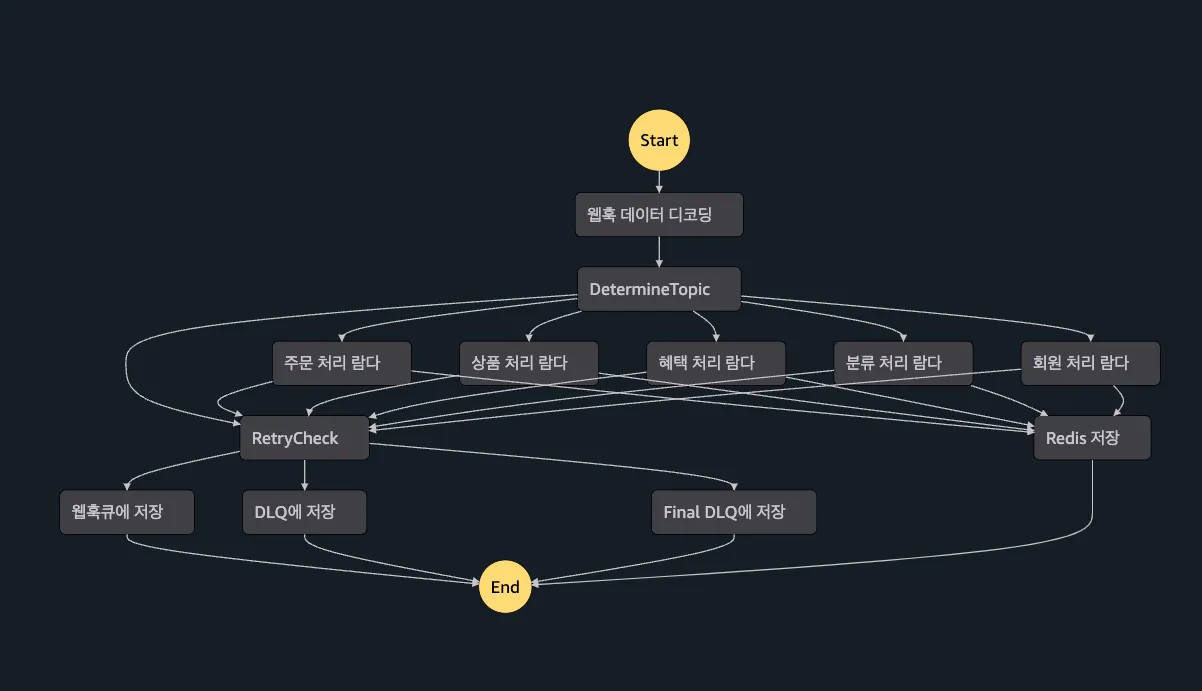 Start
웹훅 데이터 디코딩
DetermineTopic
주문 처리 람다
상품 처리 람다
혜택 처리 람다
분류 처리 람다
회원 처리 람다
RetryCheck
Redis 저장
웹훅큐에 저장
DLQ에 저장
Final DLQ에 저장
End